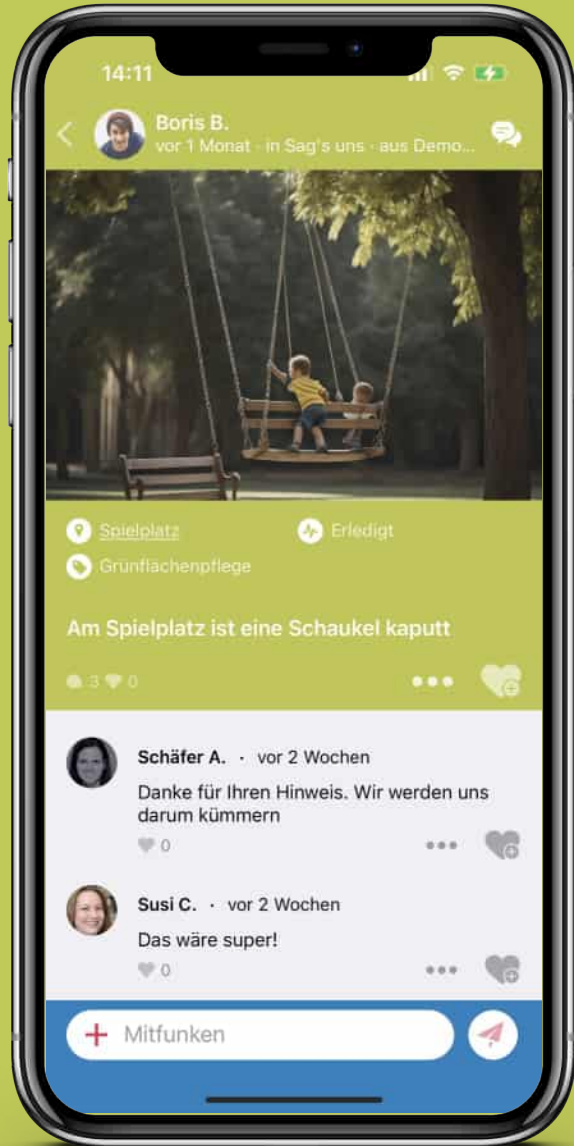 14:11
Boris B.
vor 1 Monat · in Sag's uns · aus Demo...
Spielplatz
Erledigt
Grünflächenpflege
Am Spielplatz ist eine Schaukel kaputt
3 0
Schäfer A. · vor 2 Wochen
Danke für Ihren Hinweis. Wir werden uns
darum kümmern
0
Susi C. · vor 2 Wochen
Das wäre super!
0
Mitfunken